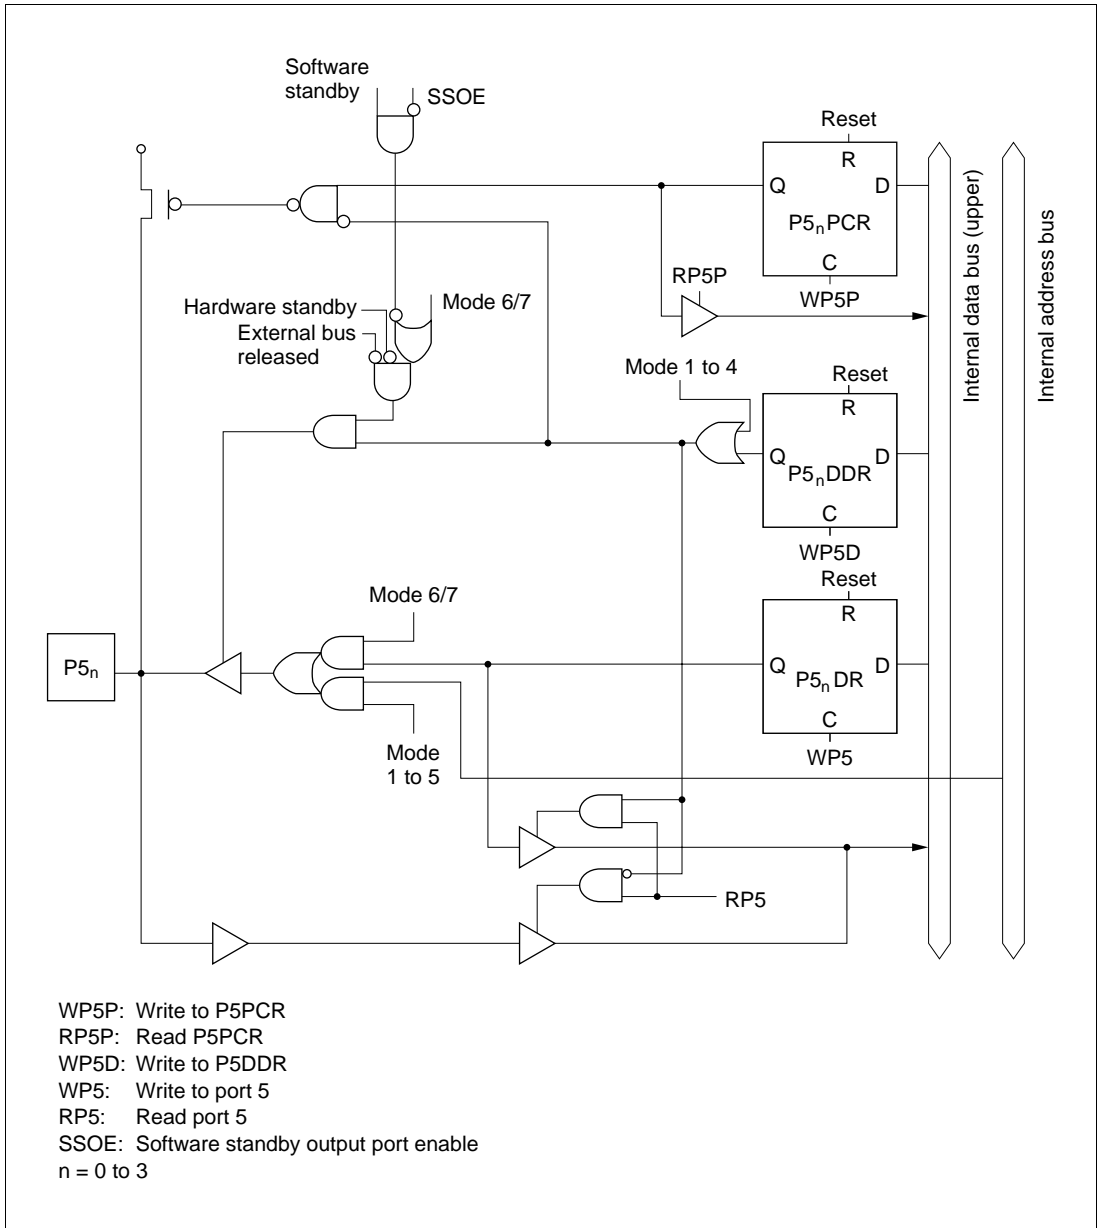 Software
standby
SSOE
Reset
R
Q
D
P5nPCR
C
WP5P
Internal data bus (upper)
Internal address bus
RP5P
Hardware standby
Mode 6/7
External bus
released
Mode 1 to 4
Reset
R
Q
D
P5nDDR
C
WP5D
Reset
R
Q
D
P5n DR
C
WP5
Mode 6/7
P5n
Mode
1 to 5
RP5
WP5P: Write to P5PCR
RP5P: Read P5PCR
WP5D: Write to P5DDR
WP5: Write to port 5
RP5: Read port 5
SSOE: Software standby output port enable
n = 0 to 3